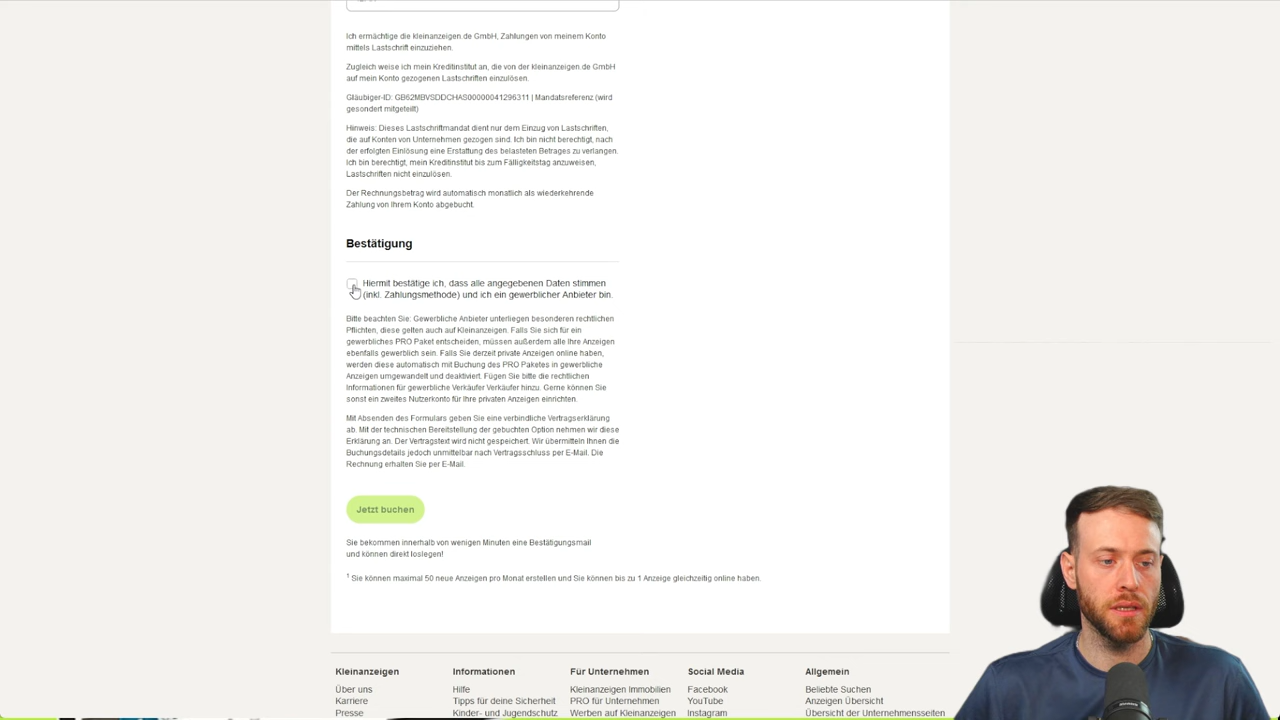 Ich ermächtige die kleinanzeigen.de GmbH, Zahlungen von meinem Konto
mittels Lastschrift einzuziehen.
Zugleich weise ich mein Kreditinstitut an, die von der kleinanzeigen.de GmbH
auf mein Konto gezogenen Lastschriften einzulösen.
Gläubiger-ID: GB62MBVSDDCHAS00000041296311 | Mandatsreferenz (wird
gesondert mitgeteilt)
Hinweis: Dieses Lastschriftmandat dient nur dem Einzug von Lastschriften,
die auf Konten von Unternehmen gezogen sind. Ich bin nicht berechtigt, nach
der erfolgten Einlösung eine Erstattung des belasteten Betrages zu verlangen.
Ich bin berechtigt, mein Kreditinstitut bis zum Fälligkeitstag anzuweisen,
Lastschriften nicht einzulösen.
Der Rechnungsbetrag wird automatisch monatlich als wiederkehrende
Zahlung von Ihrem Konto abgebucht.
Bestätigung
Hiermit bestätige ich, dass alle angegebenen Daten stimmen
(inkl. Zahlungsmethode) und ich ein gewerblicher Anbieter bin.
Bitte beachten Sie: Gewerbliche Anbieter unterliegen besonderen rechtlichen
Pflichten, diese gelten auch auf Kleinanzeigen. Falls Sie sich für ein
gewerbliches PRO Paket entscheiden, müssen außerdem alle Ihre Anzeigen
ebenfalls gewerblich sein. Falls Sie derzeit private Anzeigen online haben,
werden diese automatisch mit Buchung des PRO Paketes in gewerbliche
Anzeigen umgewandelt und deaktiviert. Fügen Sie bitte die rechtlichen
Informationen für gewerbliche Verkäufer Verkäufer hinzu. Gerne können Sie
sonst ein zweites Nutzerkonto für Ihre privaten Anzeigen einrichten.
Mit Absenden des Formulars geben Sie eine verbindliche Vertragserklärung
ab. Mit der technischen Bereitstellung der gebuchten Option nehmen wir diese
Erklärung an. Der Vertragstext wird nicht gespeichert. Wir übermitteln Ihnen die
Buchungsdetails jedoch unmittelbar nach Vertragsschluss per E-Mail. Die
Rechnung erhalten Sie per E-Mail.
Jetzt buchen
Sie bekommen innerhalb von wenigen Minuten eine Bestätigungsmail
und können direkt loslegen!
1 Sie können maximal 50 neue Anzeigen pro Monat erstellen und Sie können bis zu 1 Anzeige gleichzeitig online haben.
Kleinanzeigen Informationen Für Unternehmen Social Media Allgemein
Über uns Hilfe Kleinanzeigen Immobilien Facebook Beliebte Suchen
Karriere Tipps für deine Sicherheit PRO für Unternehmen YouTube Anzeigen Übersicht
Presse Kinder- und Jugendschutz Werben auf Kleinanzeigen Instagram Übersicht der Unternehmensseiten